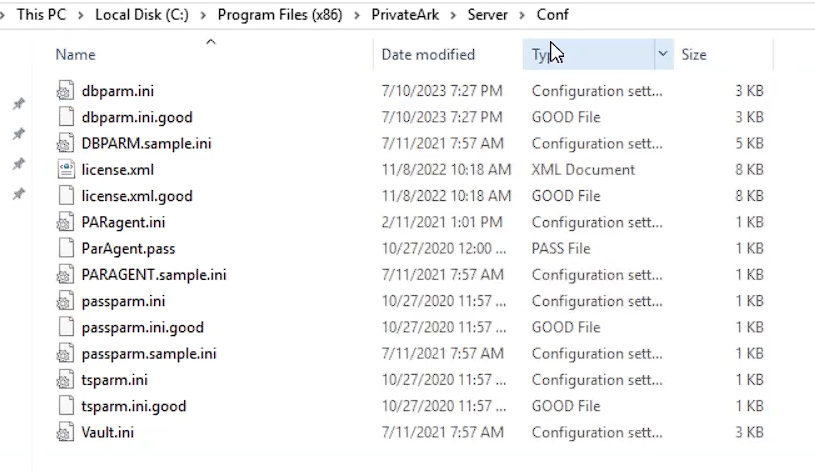 This PC > Local Disk (C:) > Program Files (x86) > PrivateArk > Server > Conf
Name Date modified Type Size
dbparm.ini 7/10/2023 7:27 PM Configuration sett... 3 KB
dbparm.ini.good 7/10/2023 7:27 PM GOOD File 3 KB
DBPARM.sample.ini 7/11/2021 7:57 AM Configuration sett... 5 KB
license.xml 11/8/2022 10:18 AM XML Document 8 KB
license.xml.good 11/8/2022 10:18 AM GOOD File 8 KB
PARagent.ini 2/11/2021 1:01 PM Configuration sett... 1 KB
ParAgent.pass 10/27/2020 12:00 ... PASS File 1 KB
PARAGENT.sample.ini 7/11/2021 7:57 AM Configuration sett... 1 KB
passparm.ini 10/27/2020 11:57 ... Configuration sett... 1 KB
passparm.ini.good 10/27/2020 11:57 ... GOOD File 1 KB
passparm.sample.ini 7/11/2021 7:57 AM Configuration sett... 1 KB
tsparm.ini 10/27/2020 11:57 ... Configuration sett... 1 KB
tsparm.ini.good 10/27/2020 11:57 ... GOOD File 1 KB
Vault.ini 7/11/2021 7:57 AM Configuration sett... 3 KB